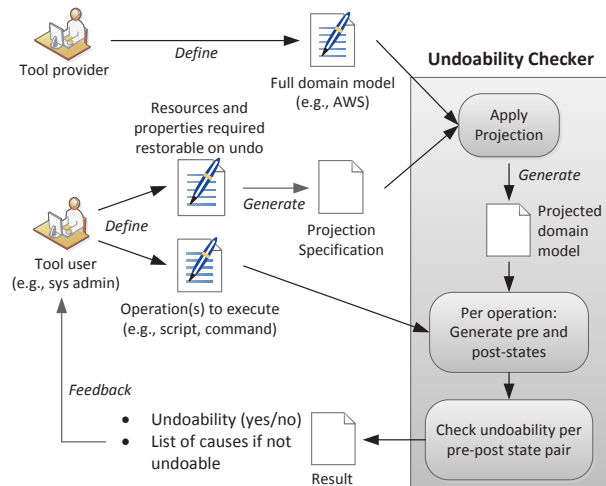 Tool provider
Define
Full domain model
(e.g., AWS)
Undoability Checker
Apply
Projection
Generate
Projected
domain
model
Resources and
properties required
restorable on undo
Generate
Projection
Specification
Define
Tool user
(e.g., sys admin)
Operation(s) to execute
(e.g., script, command)
Per operation:
Generate pre and
post-states
Check undoability per
pre-post state pair
Feedback
• Undoability (yes/no)
• List of causes if not
undoable
Result